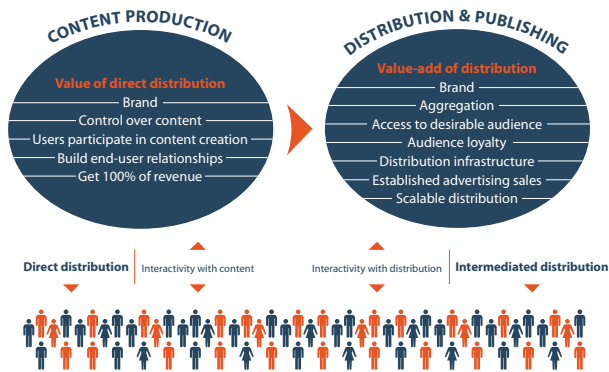 CONTENT PRODUCTION
Value of direct distribution
Brand
Control over content
Users participate in content creation
Build end-user relationships
Get 100% of revenue
DISTRIBUTION & PUBLISHING
Value-add of distribution
Brand
Aggregation
Access to desirable audience
Audience loyalty
Distribution infrastructure
Established advertising sales
Scalable distribution
Direct distribution
Interactivity with content
Interactivity with distribution
Intermediated distribution